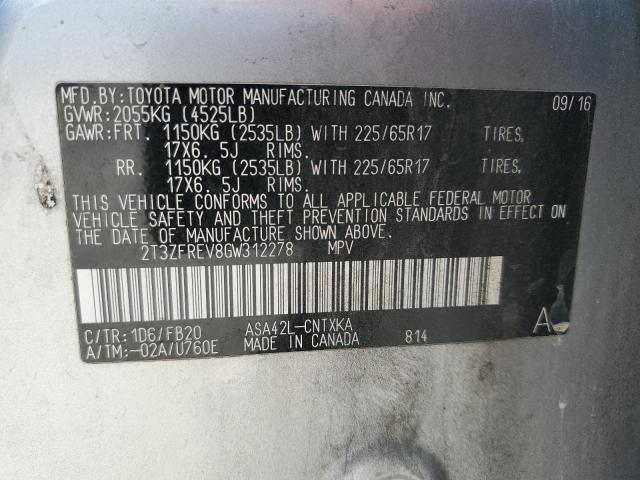 MFD.BY:TOYOTA MOTOR MANUFACTURING CANADA INC. 09/16
GVWR:2055KG (4525LB)
GAWR:FRT. 1150KG (2535LB) WITH 225/65R17 TIRES,
17X6.5J RIMS.
RR. 1150KG (2535LB) WITH 225/65R17 TIRES,
17X6.5J RIMS.
THIS VEHICLE CONFORMS TO ALL APPLICABLE FEDERAL MOTOR
VEHICLE SAFETY AND THEFT PREVENTION STANDARDS IN EFFECT ON
THE DATE OF MANUFACTURE SHOWN ABOVE.
2T3ZFREV8GW312278 MPV
C/TR:1D6/FB20 ASA42L-CNTXKA A
A/TM:-02A/U760E MADE IN CANADA 814